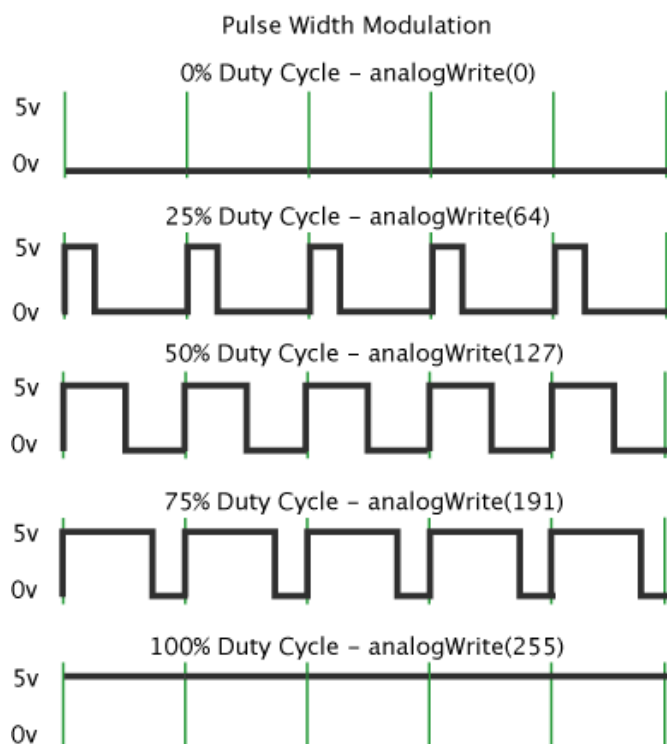 Pulse Width Modulation
0% Duty Cycle – analogWrite(0)
5v
0v
25% Duty Cycle – analogWrite(64)
5v
0v
50% Duty Cycle – analogWrite(127)
5v
0v
75% Duty Cycle – analogWrite(191)
5v
0v
100% Duty Cycle – analogWrite(255)
5v
0v